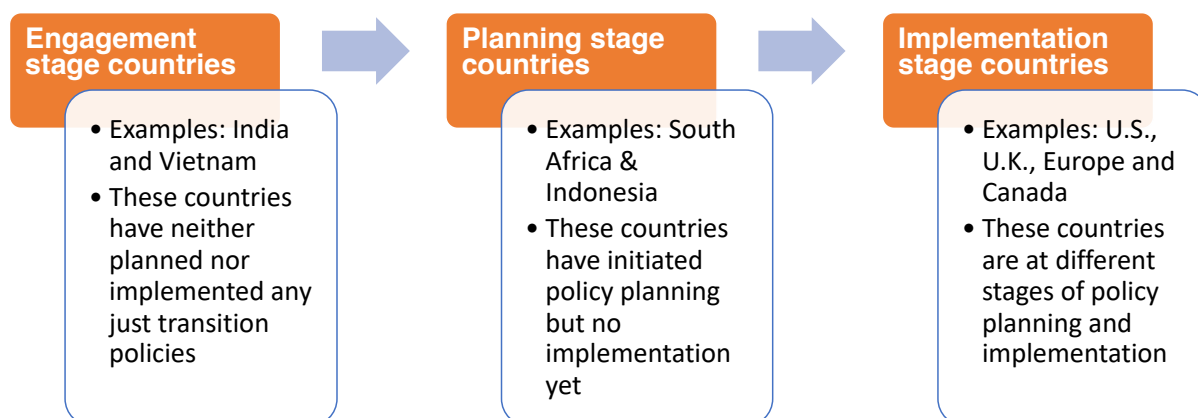 Engagement
stage countries
• Examples: India
and Vietnam
• These countries
have neither
planned nor
implemented any
just transition
policies
Planning stage
countries
• Examples: South
Africa &
Indonesia
• These countries
have initiated
policy planning
but no
implementation
yet
Implementation
stage countries
• Examples: U.S.,
U.K., Europe and
Canada
• These countries
are at different
stages of policy
planning and
implementation